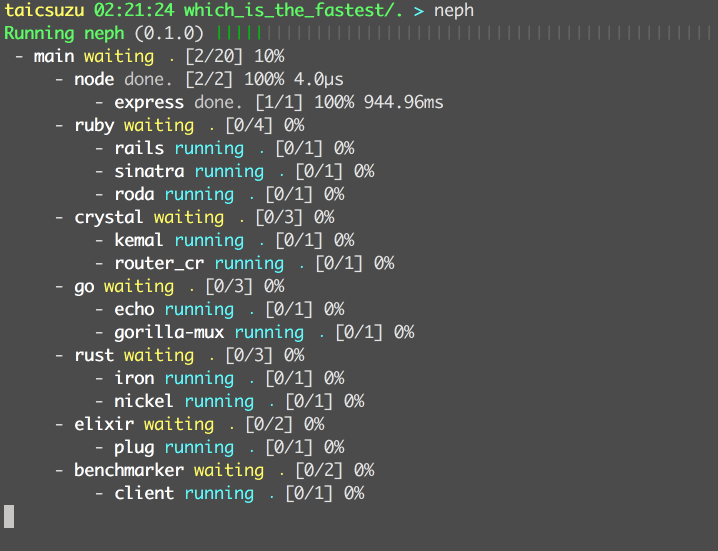 taicsuzu 02:21:24 which_is_the_fastest/. > neph
Running neph (0.1.0) ||||||||||||||||||||||||||||||||||||||||||||||||||
- main waiting . [2/20] 10%
- node done. [2/2] 100% 4.0µs
- express done. [1/1] 100% 944.96ms
- ruby waiting . [0/4] 0%
- rails running . [0/1] 0%
- sinatra running . [0/1] 0%
- roda running . [0/1] 0%
- crystal waiting . [0/3] 0%
- kemal running . [0/1] 0%
- router_cr running . [0/1] 0%
- go waiting . [0/3] 0%
- echo running . [0/1] 0%
- gorilla-mux running . [0/1] 0%
- rust waiting . [0/3] 0%
- iron running . [0/1] 0%
- nickel running . [0/1] 0%
- elixir waiting . [0/2] 0%
- plug running . [0/1] 0%
- benchmarker waiting . [0/2] 0%
- client running . [0/1] 0%